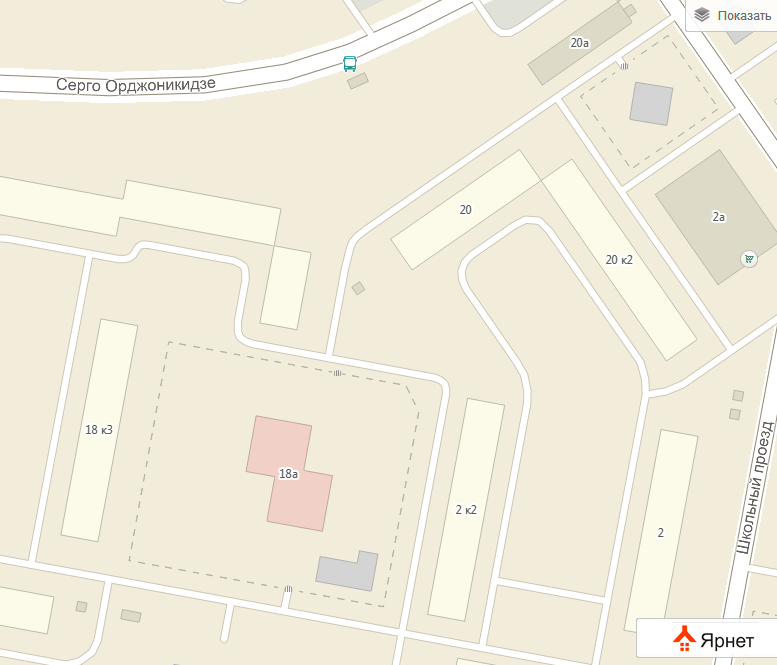 Показать
20а
Серго Орджоникидзе
20
2а
20 к2
18 к3
18а
2 к2
2
Школьный проезд
Ярнет